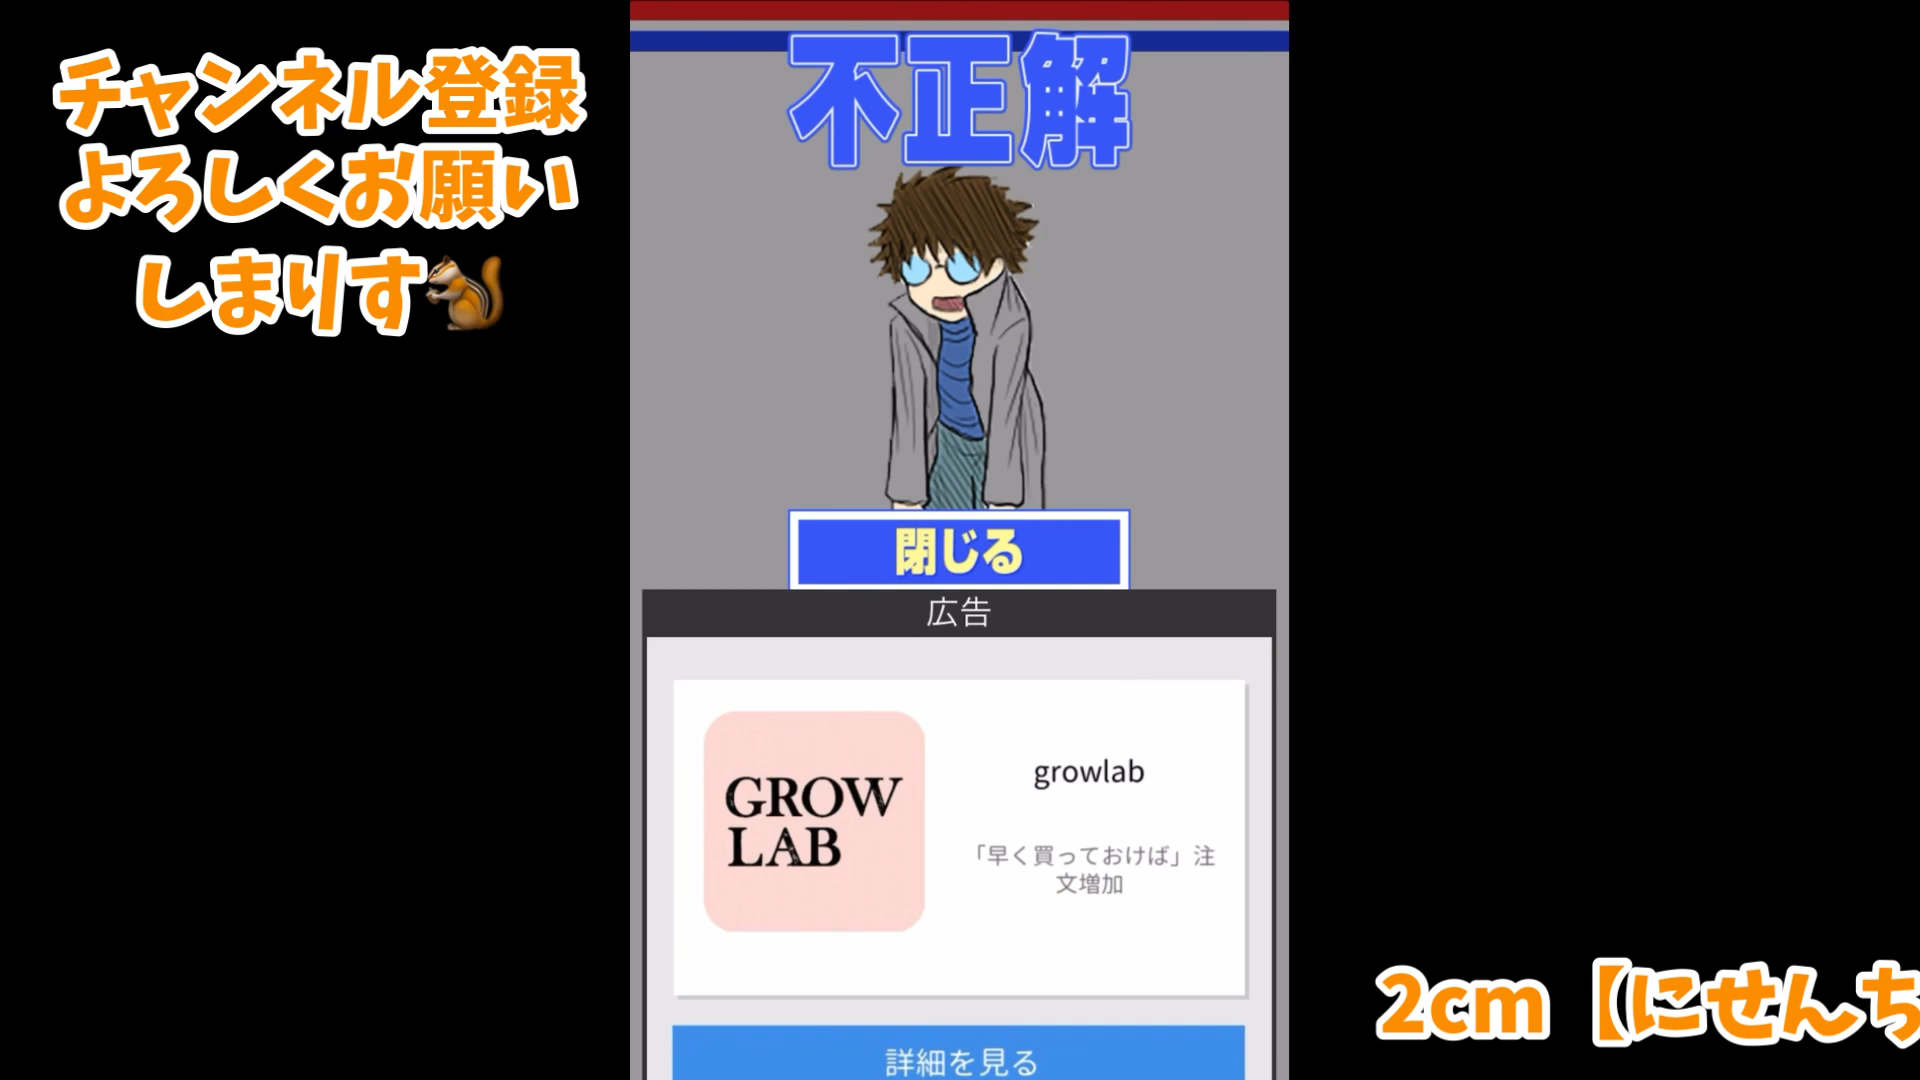 チャンネル登録
よろしくお願い
しまりす🐿️
不正解
閉じる
広告
GROW
LAB
growlab
「早く買っておけば」注
文増加
詳細を見る
2cm【にせんち